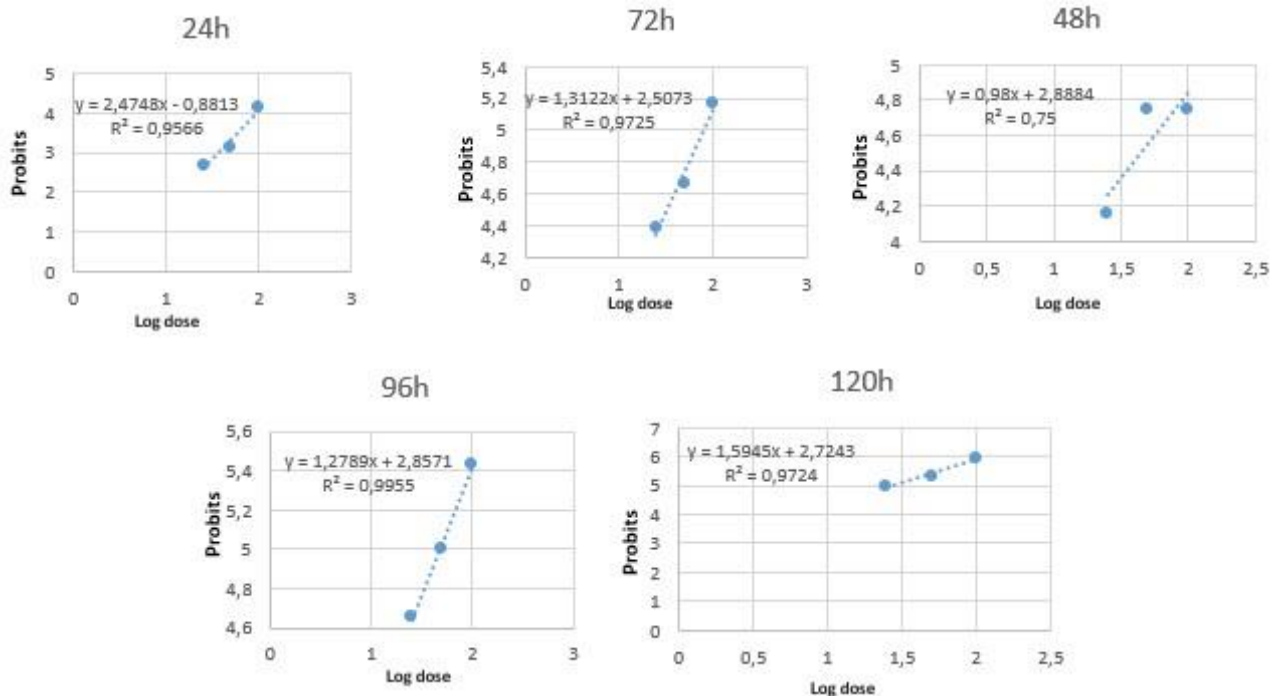 24h
5
4
3
2
1
0
y = 2,4748x - 0,8813
R² = 0,9566
Probits
0 1 2 3
Log dose
72h
5,4
5,2
5
4,8
4,6
4,4
4,2
y = 1,3122x + 2,5073
R² = 0,9725
Probits
0 1 2 3
Log dose
48h
5
4,8
4,6
4,4
4,2
4
y = 0,98x + 2,8884
R² = 0,75
Probits
0 0,5 1 1,5 2 2,5
Log dose
96h
5,6
5,4
5,2
5
4,8
4,6
y = 1,2789x + 2,8571
R² = 0,9955
Probits
0 1 2 3
Log dose
120h
7
6
5
4
3
2
1
0
y = 1,5945x + 2,7243
R² = 0,9724
Probits
0 0,5 1 1,5 2 2,5
Log dose